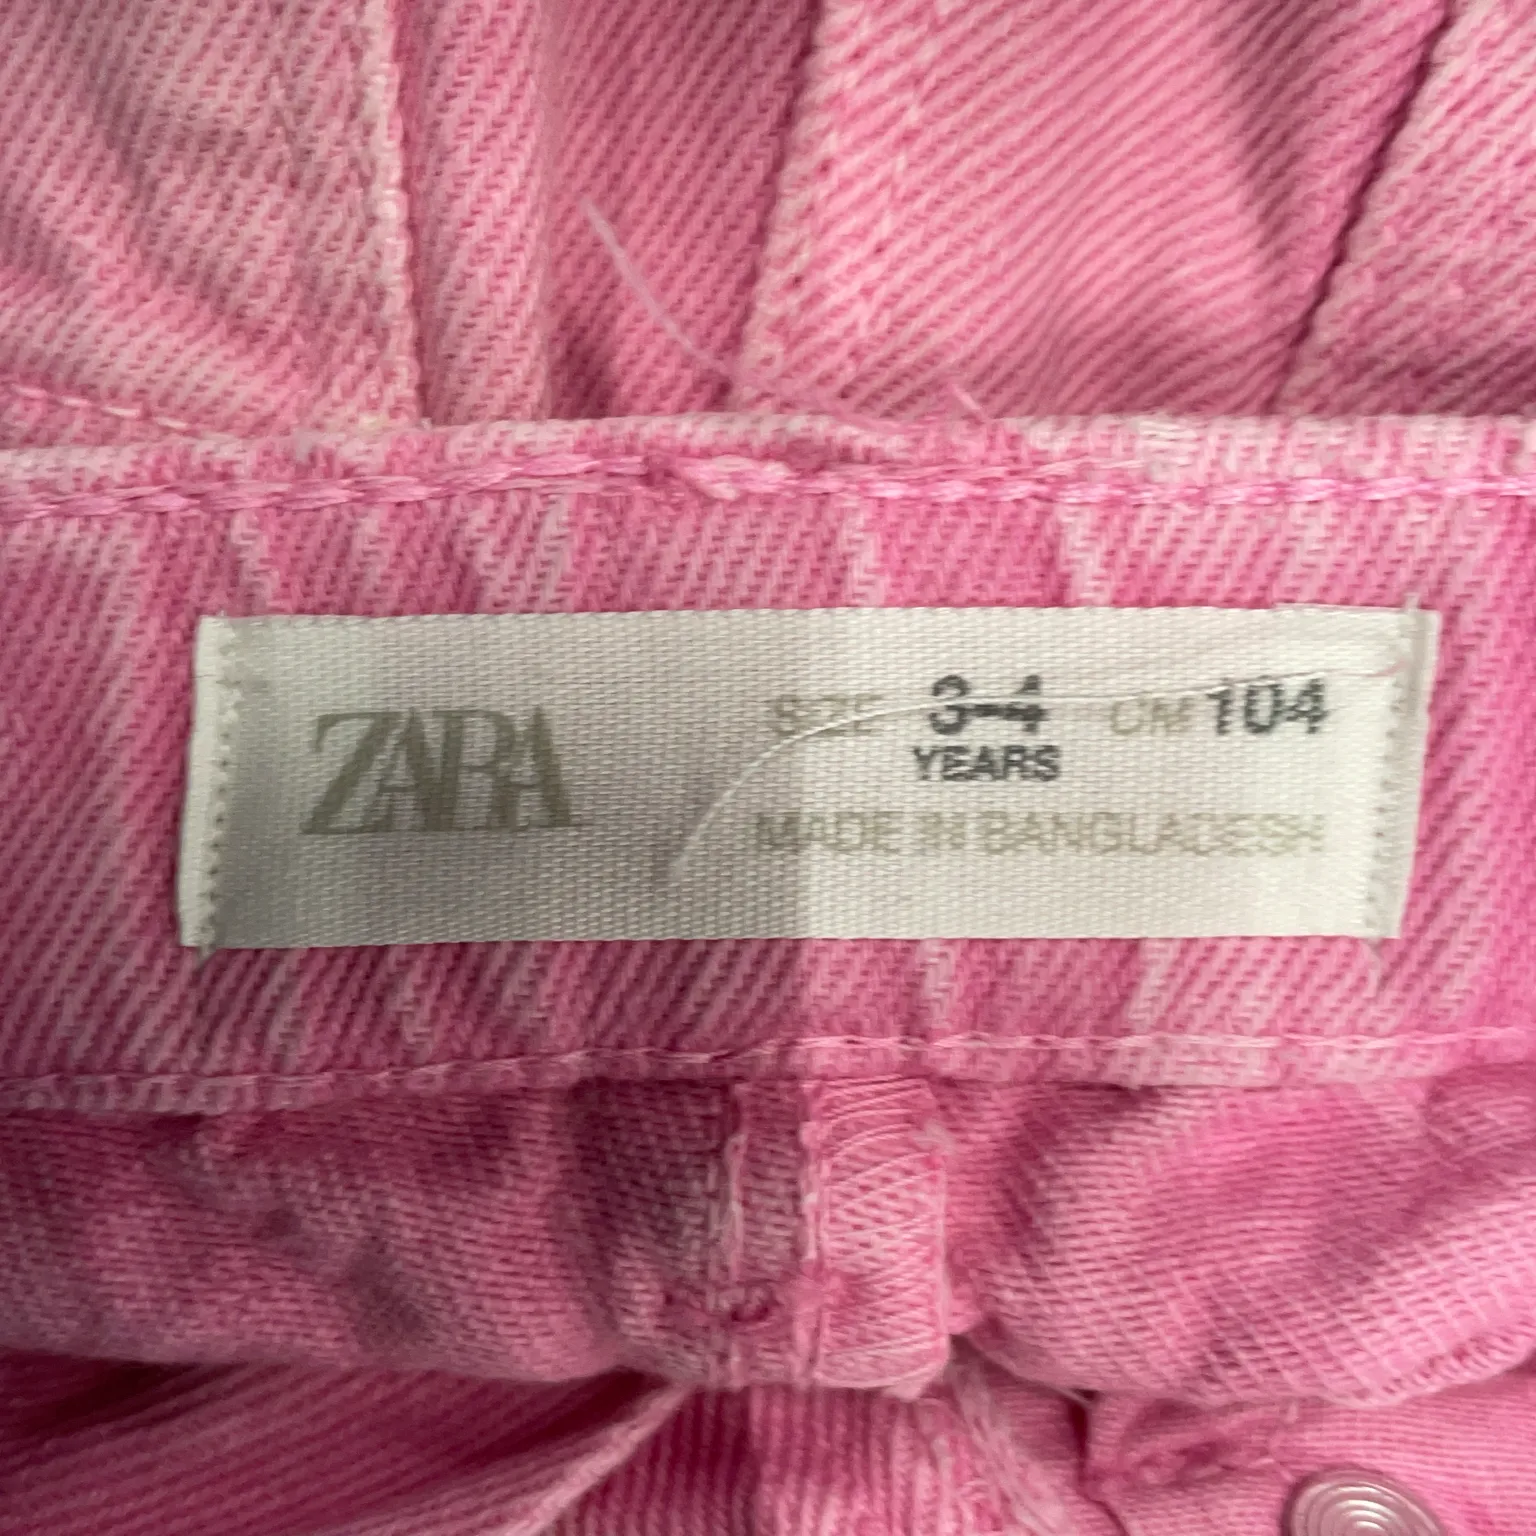 ZARA
SIZE 3-4 CM 104
YEARS
MADE IN BANGLADESH